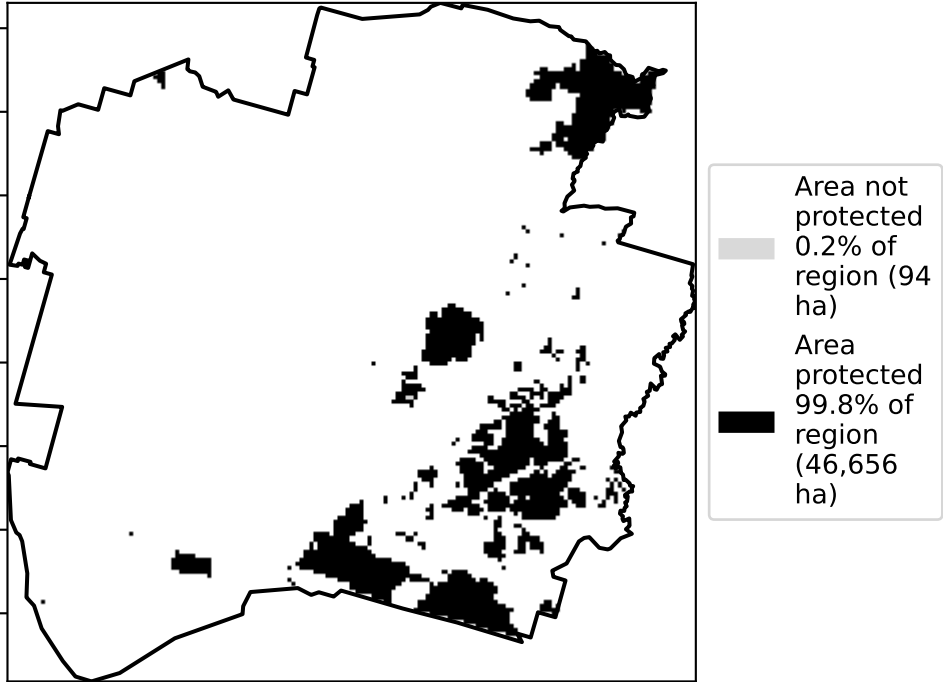 Area not
protected
0.2% of
region (94
ha)
Area
protected
99.8% of
region
(46,656
ha)